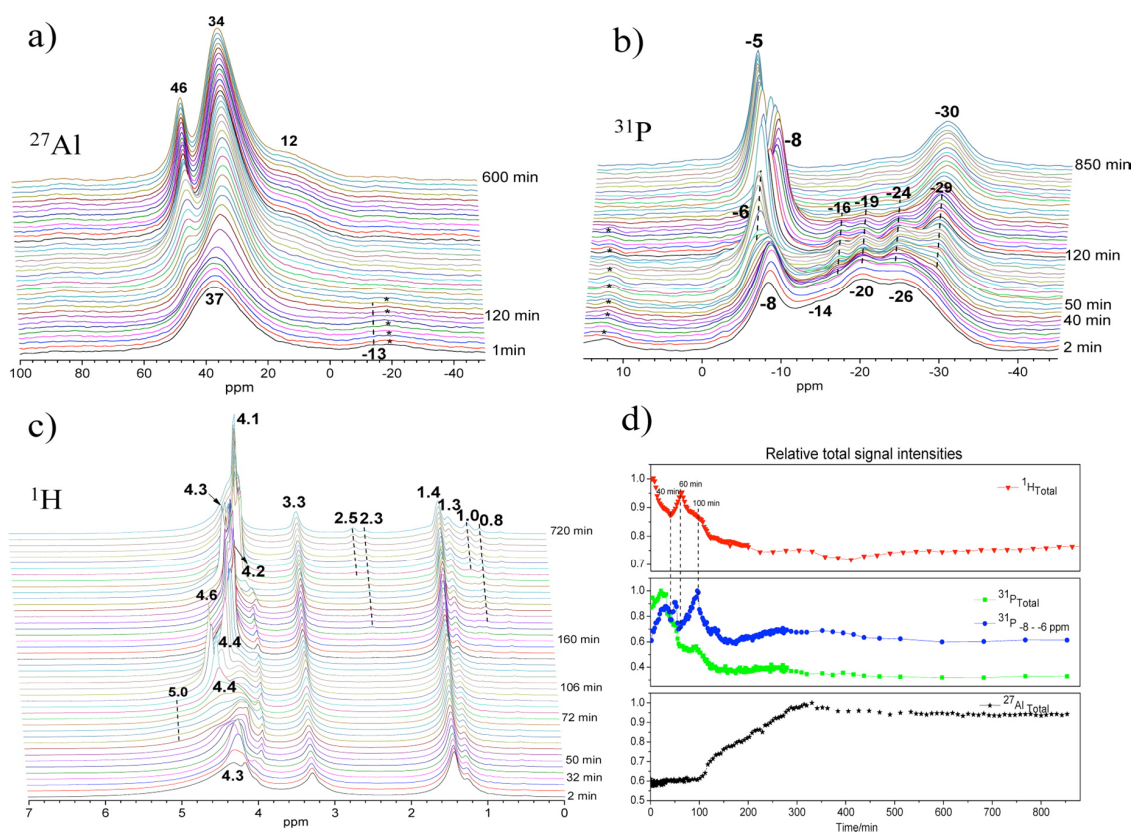 a)
34
46
27Al
12
600 min
37
120 min
*
*
*
*
*
1min
-13
100 80 60 40 20 0 -20 -40
ppm
b)
-5
31P
-8
-30
850 min
-6
-16
-19
-24
-29
*
*
*
*
*
*
120 min
50 min
40 min
-8
-14
-20
-26
2 min
10 0 -10 -20 -30 -40
ppm
c)
4.1
1H
4.3
3.3
2.5
2.3
1.4
1.3
1.0
0.8
720 min
4.2
4.6
160 min
4.4
4.4
106 min
5.0
72 min
50 min
32 min
4.3
2 min
7 6 5 4 3 2 1 0
ppm
d)
Relative total signal intensities
1.0
0.9
0.8
0.7
40 min
60 min
100 min
1HTotal
1.0
0.8
0.6
0.4
31PTotal
31P -8 - -6 ppm
1.0
0.9
0.8
0.7
0.6
0.5
27AlTotal
0 100 200 300 400 500 600 700 800
Time/min